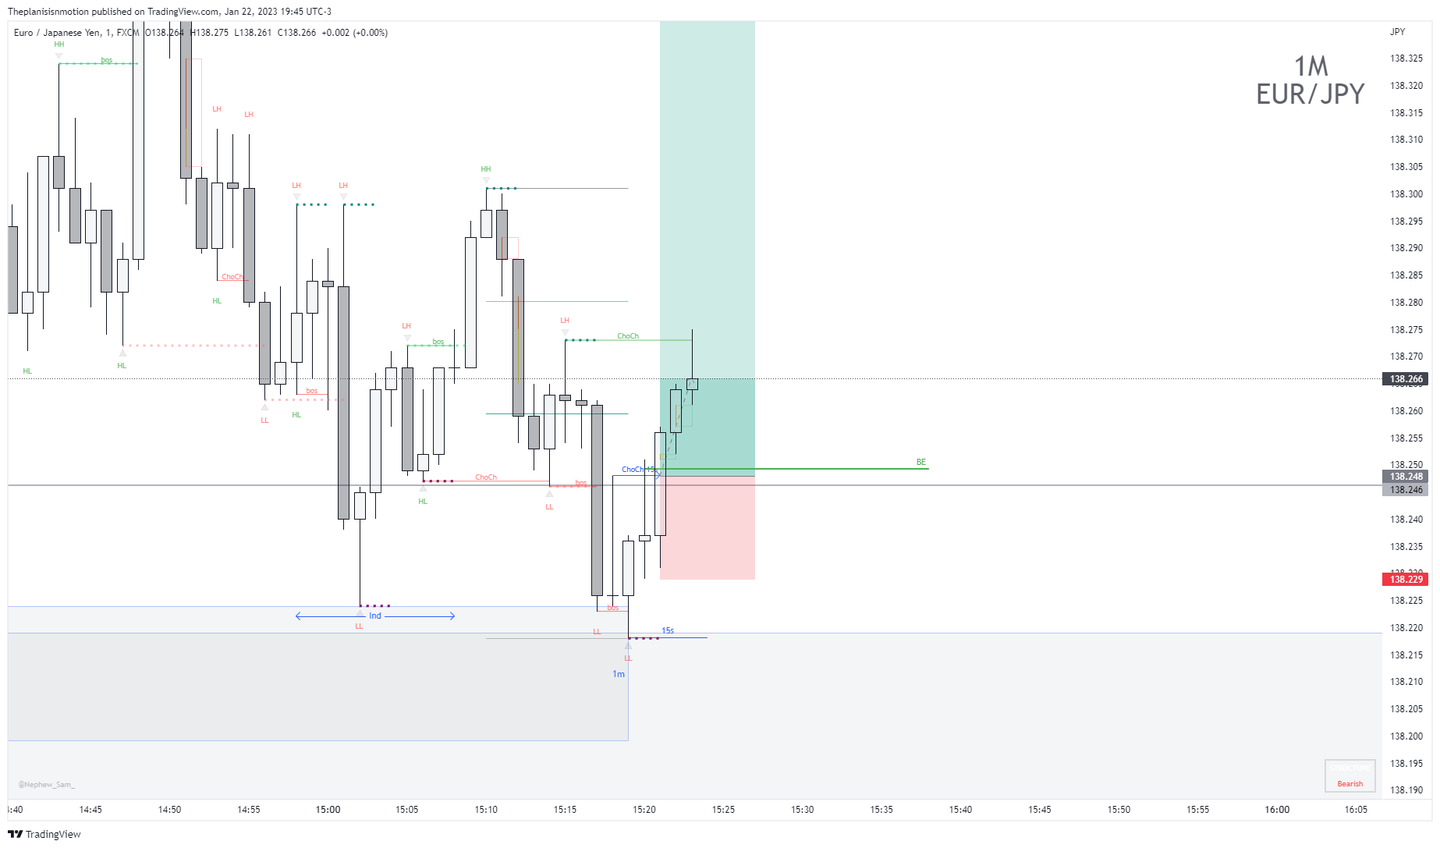 Theplanisisnmotion published on TradingView.com, Jan 22, 2023 19:45 UTC-3
Euro / Japanese Yen, 1, FXCM O138.264 H138.275 L138.261 C138.266 +0.002 (+0.00%)
JPY
1M
EUR/JPY
HH
bos
LH
LH
LH
LH
HH
ChoCh
HL
HL
HL
LH
bos
LH
ChoCh
bos
LL
HL
ChoCh
HL
bos
LL
ChoCh 15s
BE
Ind
LL
bos
LL
15s
LL
1m
138.325
138.320
138.315
138.310
138.305
138.300
138.295
138.290
138.285
138.280
138.275
138.270
138.266
138.260
138.255
138.250
138.248
138.246
138.240
138.235
138.229
138.225
138.220
138.215
138.210
138.205
138.200
138.195
138.190
@Nephew_Sam_
Bearish
14:45 14:50 14:55 15:00 15:05 15:10 15:15 15:20 15:25 15:30 15:35 15:40 15:45 15:50 15:55 16:00 16:05
TradingView